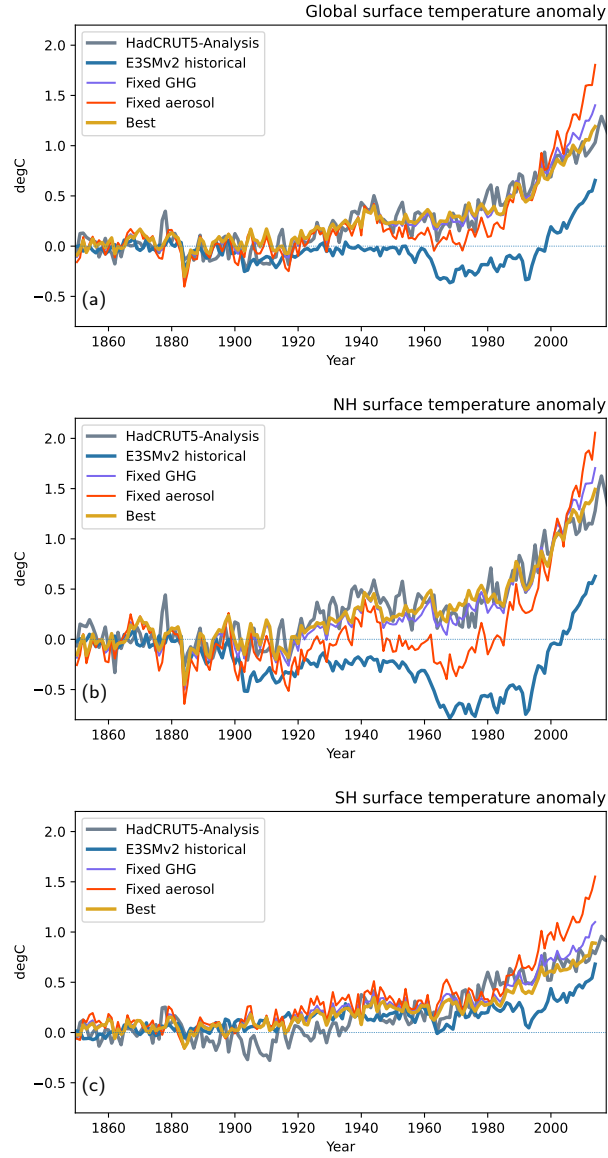 Global surface temperature anomaly
HadCRUT5-Analysis
E3SMv2 historical
Fixed GHG
Fixed aerosol
Best
2.0
1.5
1.0
0.5
0.0
−0.5
degC
(a)
1860 1880 1900 1920 1940 1960 1980 2000
Year
NH surface temperature anomaly
HadCRUT5-Analysis
E3SMv2 historical
Fixed GHG
Fixed aerosol
Best
2.0
1.5
1.0
0.5
0.0
−0.5
degC
(b)
1860 1880 1900 1920 1940 1960 1980 2000
Year
SH surface temperature anomaly
HadCRUT5-Analysis
E3SMv2 historical
Fixed GHG
Fixed aerosol
Best
2.0
1.5
1.0
0.5
0.0
−0.5
degC
(c)
1860 1880 1900 1920 1940 1960 1980 2000
Year